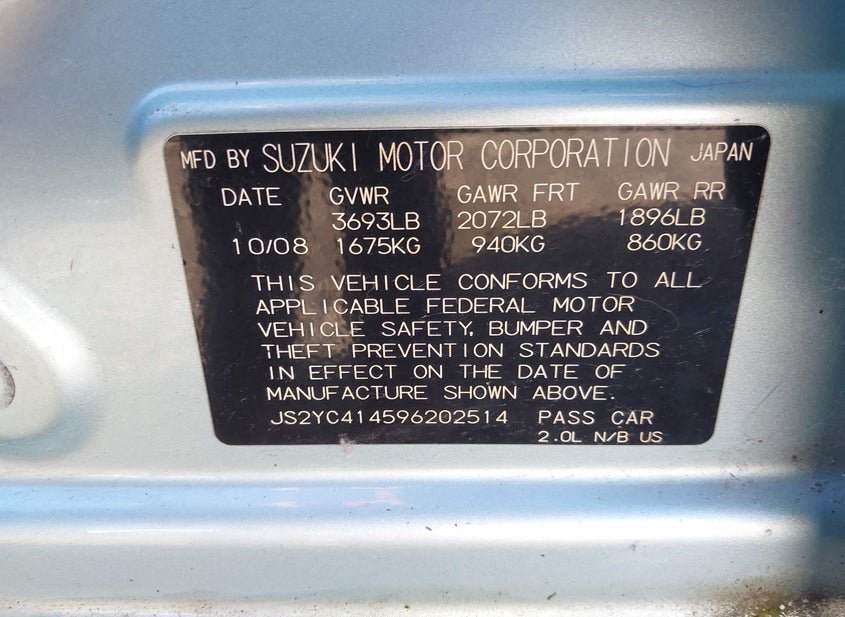 MFD BY SUZUKI MOTOR CORPORATION JAPAN
DATE GVWR GAWR FRT GAWR RR
3693LB 2072LB 1896LB
10/08 1675KG 940KG 860KG
THIS VEHICLE CONFORMS TO ALL
APPLICABLE FEDERAL MOTOR
VEHICLE SAFETY, BUMPER AND
THEFT PREVENTION STANDARDS
IN EFFECT ON THE DATE OF
MANUFACTURE SHOWN ABOVE.
JS2YC414596202514 PASS CAR
2.0L N/B US